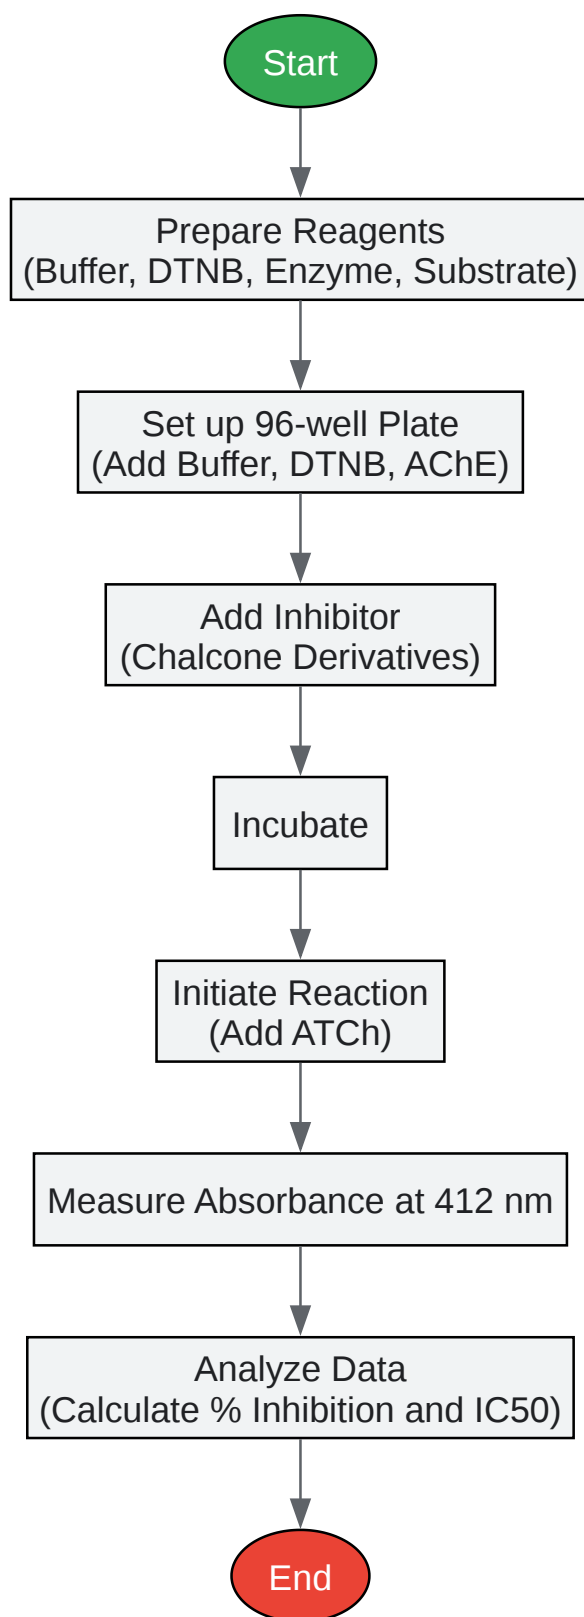 Start
Prepare Reagents
(Buffer, DTNB, Enzyme, Substrate)
Set up 96-well Plate
(Add Buffer, DTNB, AChE)
Add Inhibitor
(Chalcone Derivatives)
Incubate
Initiate Reaction
(Add ATCh)
Measure Absorbance at 412 nm
Analyze Data
(Calculate % Inhibition and IC50)
End